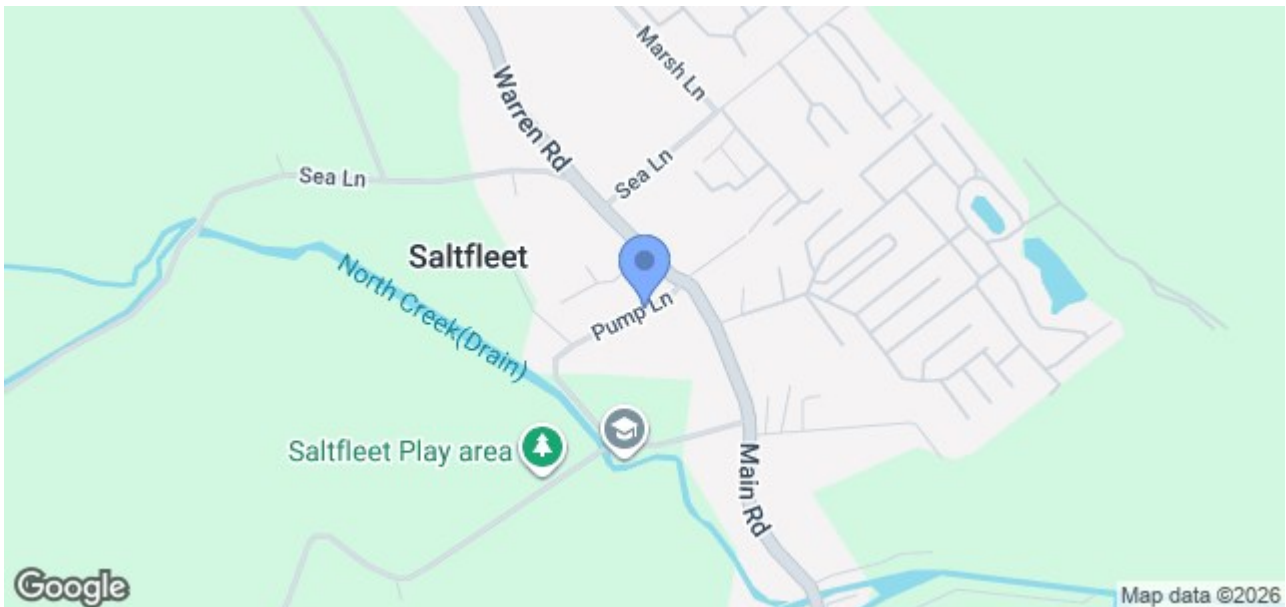 Marsh Ln
Warren Rd
Sea Ln
Sea Ln
Saltfleet
North Creek(Drain)
Pump Ln
Saltfleet Play area
Main Rd
Google
Map data ©2026